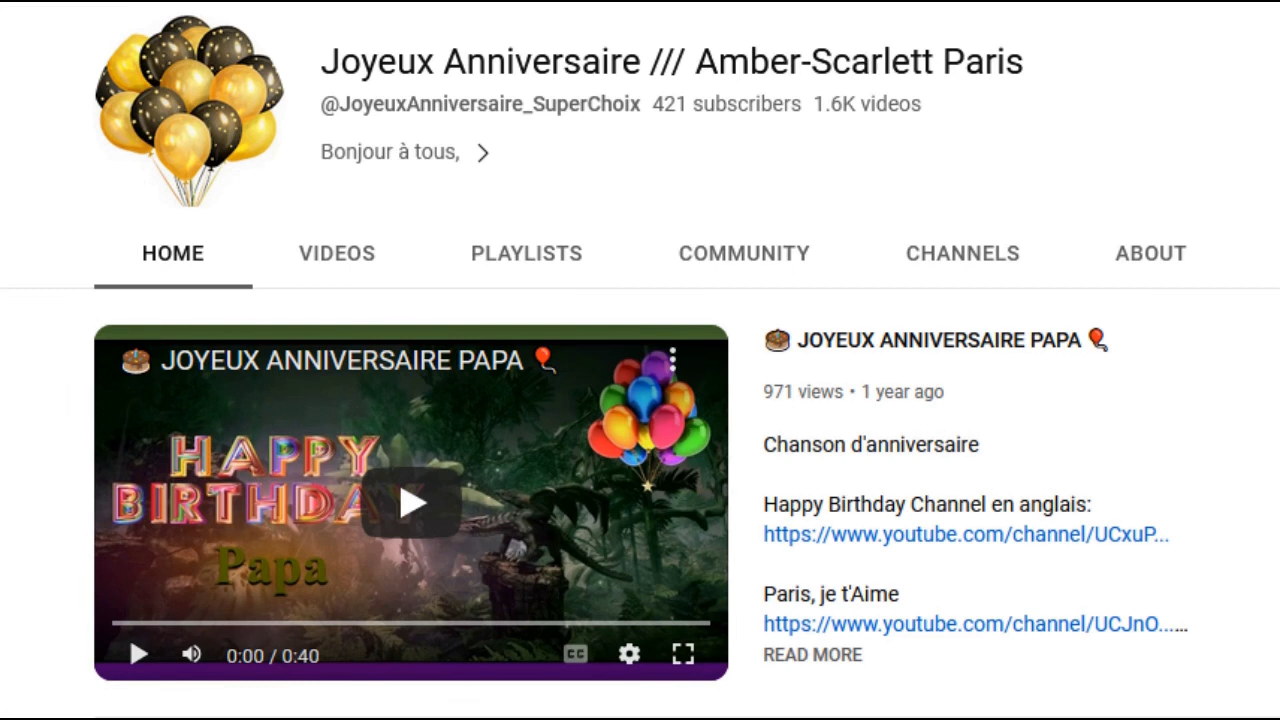 Joyeux Anniversaire /// Amber-Scarlett Paris
@JoyeuxAnniversaire_SuperChoix 421 subscribers 1.6K videos
Bonjour à tous,
HOME VIDEOS PLAYLISTS COMMUNITY CHANNELS ABOUT
JOYEUX ANNIVERSAIRE PAPA
HAPPY
BIRTHDAY
Papa
0:00 / 0:40
CC
JOYEUX ANNIVERSAIRE PAPA
971 views • 1 year ago
Chanson d'anniversaire
Happy Birthday Channel en anglais:
https://www.youtube.com/channel/UCxuP...
Paris, je t'Aime
https://www.youtube.com/channel/UCJnO......
READ MORE